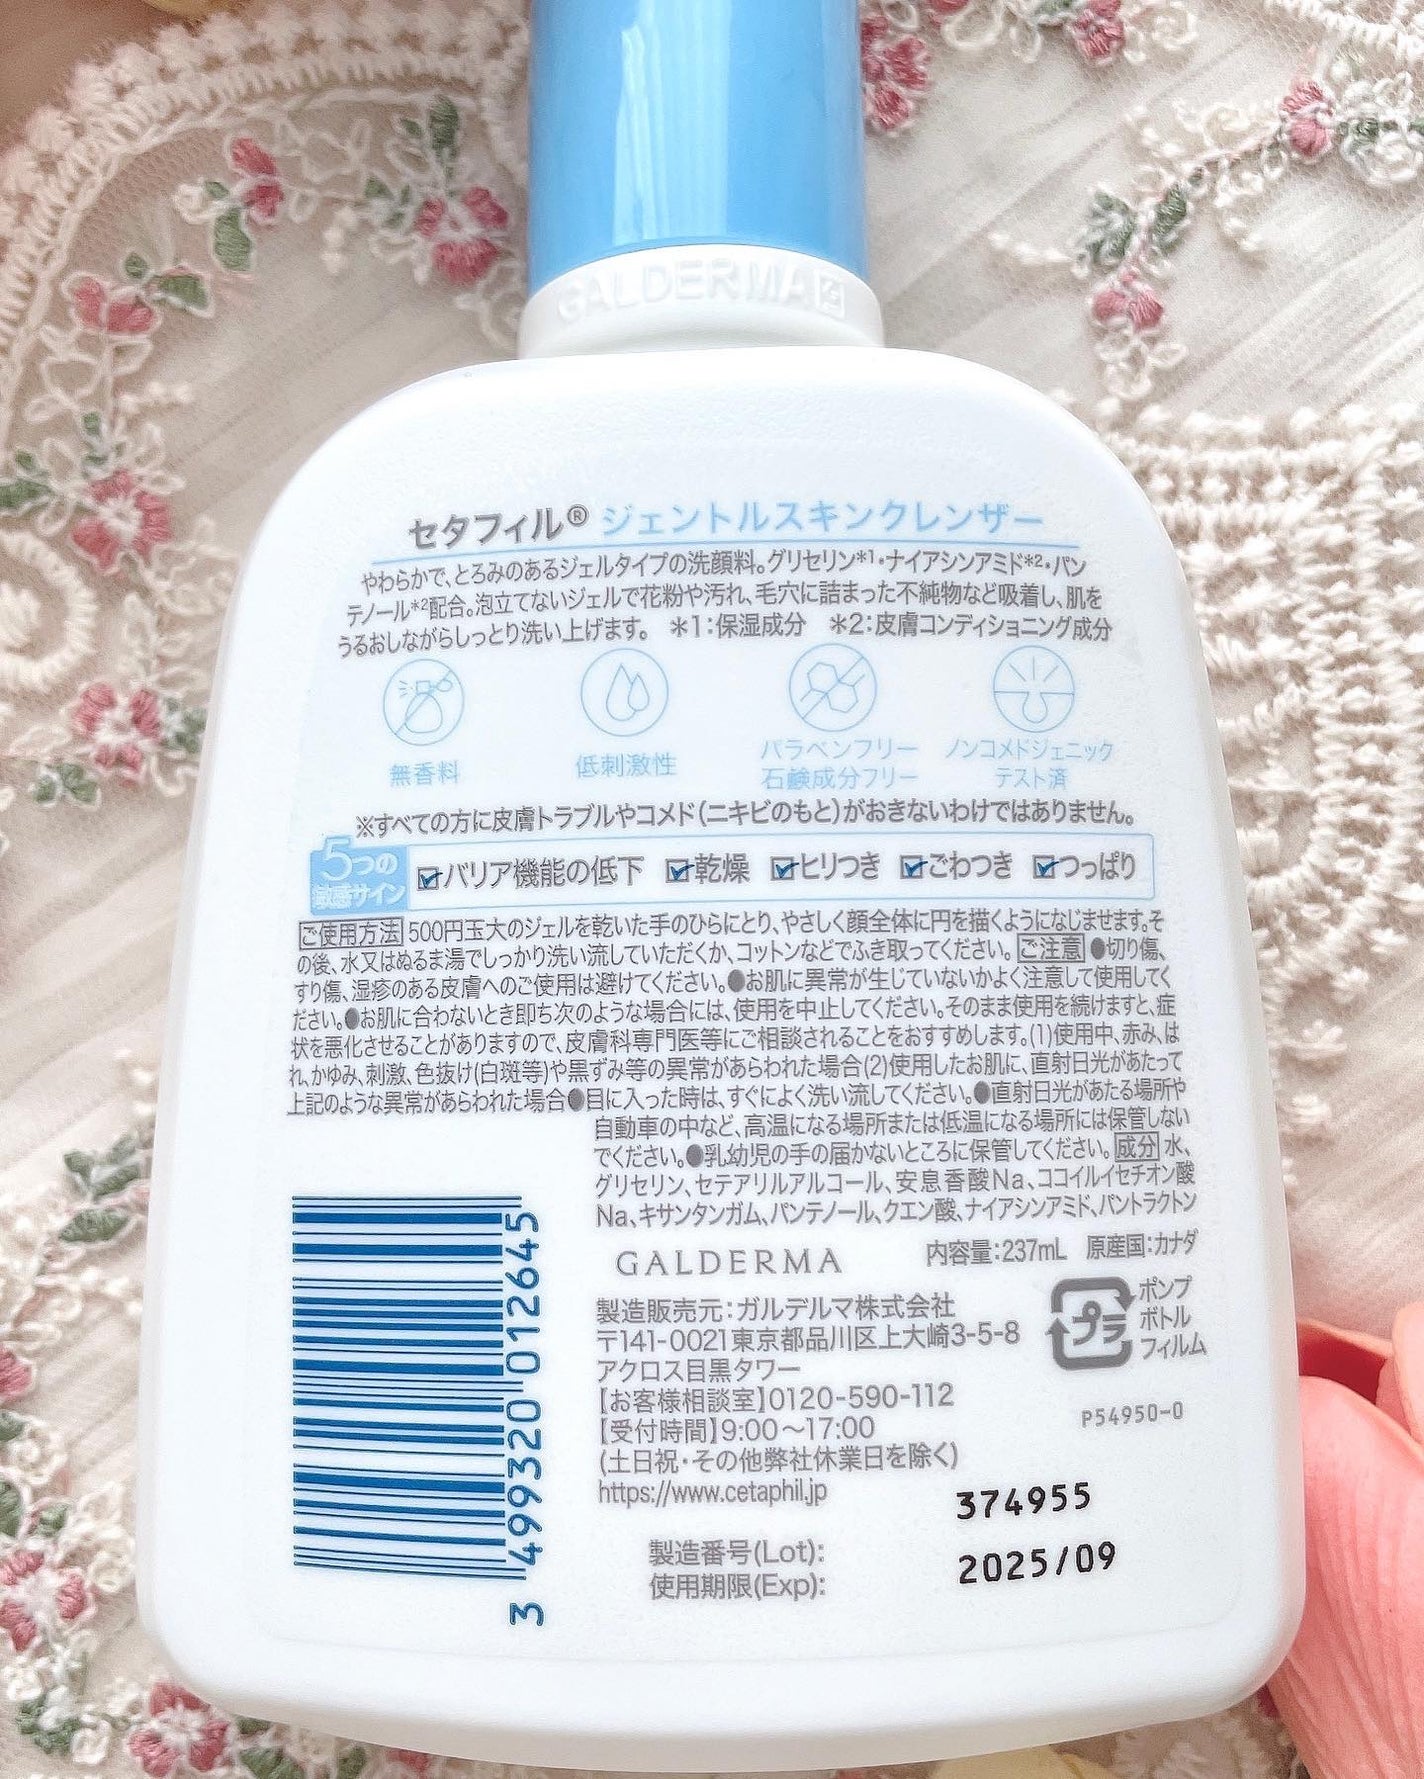 GALDERMA
セタフィル® ジェントルスキンクレンザー
やわらかで、とろみのあるジェルタイプの洗顔料。グリセリン*1・ナイアシンアミド*2・パン
テノール*2配合。泡立てないジェルで花粉や汚れ、毛穴に詰まった不純物など吸着し、肌を
うるおしながらしっとり洗い上げます。 *1:保湿成分 *2:皮膚コンディショニング成分
無香料
低刺激性
パラベンフリー
石鹸成分フリー
ノンコメドジェニック
テスト済
※すべての方に皮膚トラブルやコメド(ニキビのもと)がおきないわけではありません。
5つの
敏感サイン
バリア機能の低下 乾燥 ヒリつき ごわつき つっぱり
ご使用方法 500円玉大のジェルを乾いた手のひらにとり、やさしく顔全体に円を描くようになじませます。そ
の後、水又はぬるま湯でしっかり洗い流していただくか、コットンなどでふき取ってください。ご注意 ●切り傷、
すり傷、湿疹のある皮膚へのご使用は避けてください。●お肌に異常が生じていないかよく注意して使用してく
ださい。●お肌に合わないとき即ち次のような場合には、使用を中止してください。そのまま使用を続けますと、症
状を悪化させることがありますので、皮膚科専門医等にご相談されることをおすすめします。(1)使用中、赤み、は
れ、かゆみ、刺激、色抜け(白斑等)や黒ずみ等の異常があらわれた場合(2)使用したお肌に、直射日光があたって
上記のような異常があらわれた場合●目に入った時は、すぐによく洗い流してください。●直射日光があたる場所や
自動車の中など、高温になる場所または低温になる場所には保管しない
でください。●乳幼児の手の届かないところに保管してください。成分 水、
グリセリン、セテアリルアルコール、安息香酸Na、ココイルイセチオン酸
Na、キサンタンガム、パンテノール、クエン酸、ナイアシンアミド、パントラクトン
GALDERMA
内容量:237mL 原産国:カナダ
製造販売元:ガルデルマ株式会社
〒141-0021東京都品川区上大崎3-5-8
アクロス目黒タワー
【お客様相談室】0120-590-112
【受付時間】9:00〜17:00
(土日祝・その他弊社休業日を除く)
https://www.cetaphil.jp
プラ
ポンプ
ボトル
フィルム
P54950-0
製造番号(Lot): 374955
使用期限(Exp): 2025/09
3 499320 012645